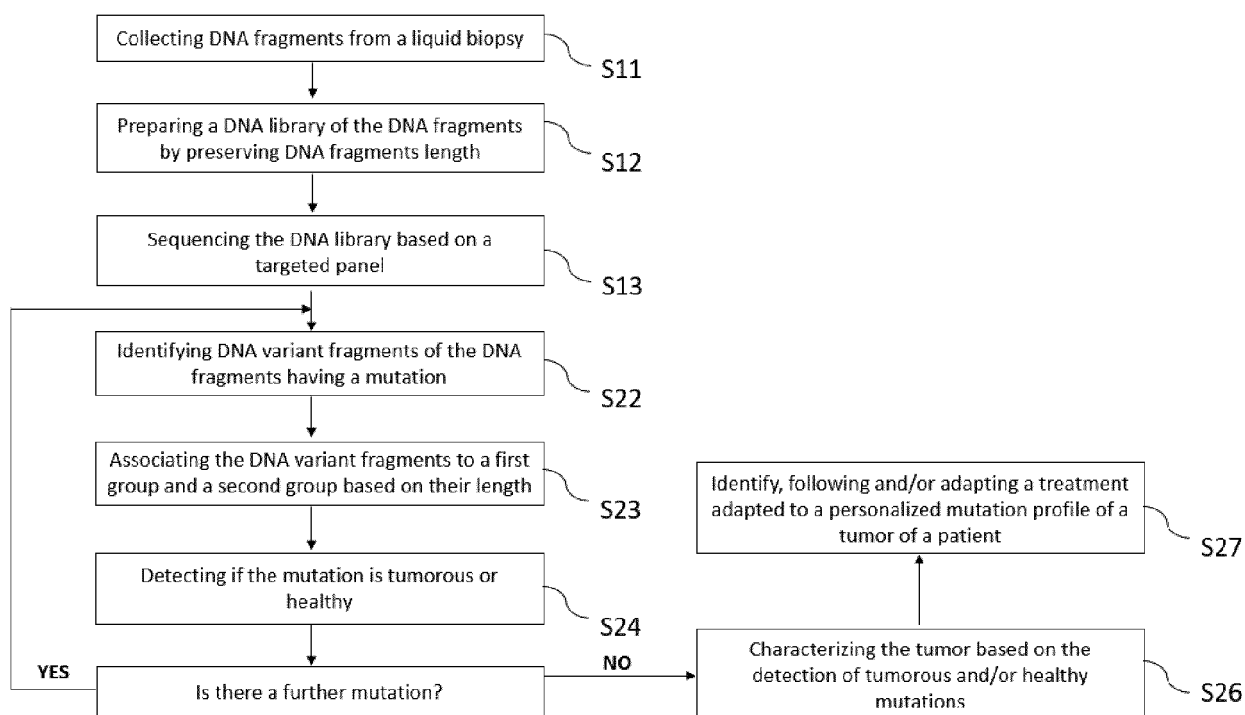 Collecting DNA fragments from a liquid biopsy
S11
Preparing a DNA library of the DNA fragments
by preserving DNA fragments length
S12
Sequencing the DNA library based on a
targeted panel
S13
Identifying DNA variant fragments of the DNA
fragments having a mutation
S22
Associating the DNA variant fragments to a first
group and a second group based on their length
S23
Detecting if the mutation is tumorous or
healthy
S24
YES
Is there a further mutation?
NO
Identify, following and/or adapting a treatment
adapted to a personalized mutation profile of a
tumor of a patient
S27
Characterizing the tumor based on the
detection of tumorous and/or healthy
mutations
S26